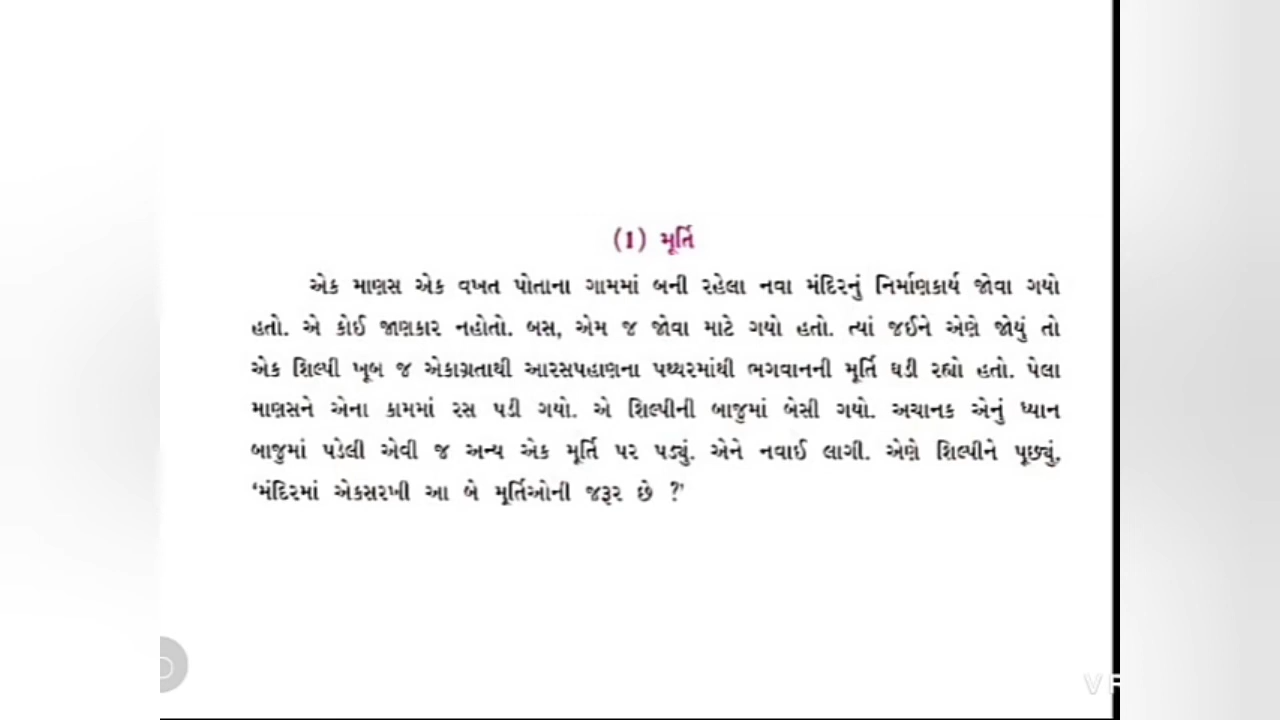 (1) મૂર્તિ
એક માણસ એક વખત પોતાના ગામમાં બની રહેલા નવા મંદિરનું નિર્માણકાર્ય જોવા ગયો
હતો. એ કોઈ જાણકાર નહોતો. બસ, એમ જ જોવા માટે ગયો હતો. ત્યાં જઈને એણે જોયું તો
એક શિલ્પી ખૂબ જ એકાગ્રતાથી આરસપહાણના પથ્થરમાંથી ભગવાનની મૂર્તિ ઘડી રહ્યો હતો. પેલા
માણસને એના કામમાં રસ પડી ગયો. એ શિલ્પીની બાજુમાં બેસી ગયો. અચાનક એનું ધ્યાન
બાજુમાં પડેલી એવી જ અન્ય એક મૂર્તિ પર પડ્યું. એને નવાઈ લાગી. એણે શિલ્પીને પૂછ્યું,
‘મંદિરમાં એકસરખી આ બે મૂર્તિઓની જરૂર છે ?’